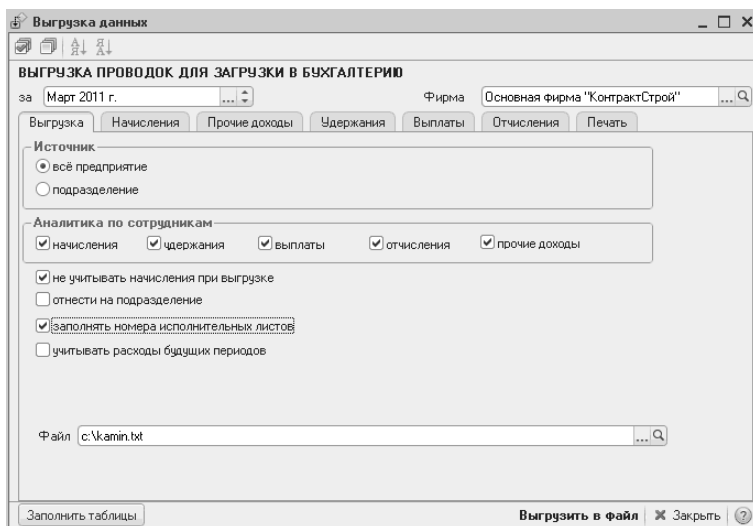 Выгрузка данных
ВЫГРУЗКА ПРОВОДОК ДЛЯ ЗАГРУЗКИ В БУХГАЛТЕРИЮ
за Март 2011 г. ... Фирма Основная фирма "КонтрактСтрой" ...
Выгрузка Начисления Прочие доходы Удержания Выплаты Отчисления Печать
Источник
всё предприятие
подразделение
Аналитика по сотрудникам
начисления удержания выплаты отчисления прочие доходы
не учитывать начисления при выгрузке
отнести на подразделение
заполнять номера исполнительных листов
учитывать расходы будущих периодов
Файл c:\kamin.txt ...
Заполнить таблицы Выгрузить в файл Закрыть ?